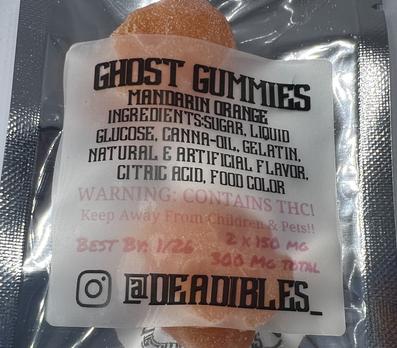 GHOST GUMMIES
MANDARIN ORANGE
INGREDIENTS:SUGAR, LIQUID
GLUCOSE, CANNA-OIL, GELATIN,
NATURAL & ARTIFICIAL FLAVOR,
CITRIC ACID, FOOD COLOR
WARNING: CONTAINS THC!
Keep Away From Children & Pets!!
BEST BY: 1/26 2 x 150 MG
300 MG TOTAL
@DEADIBLES_